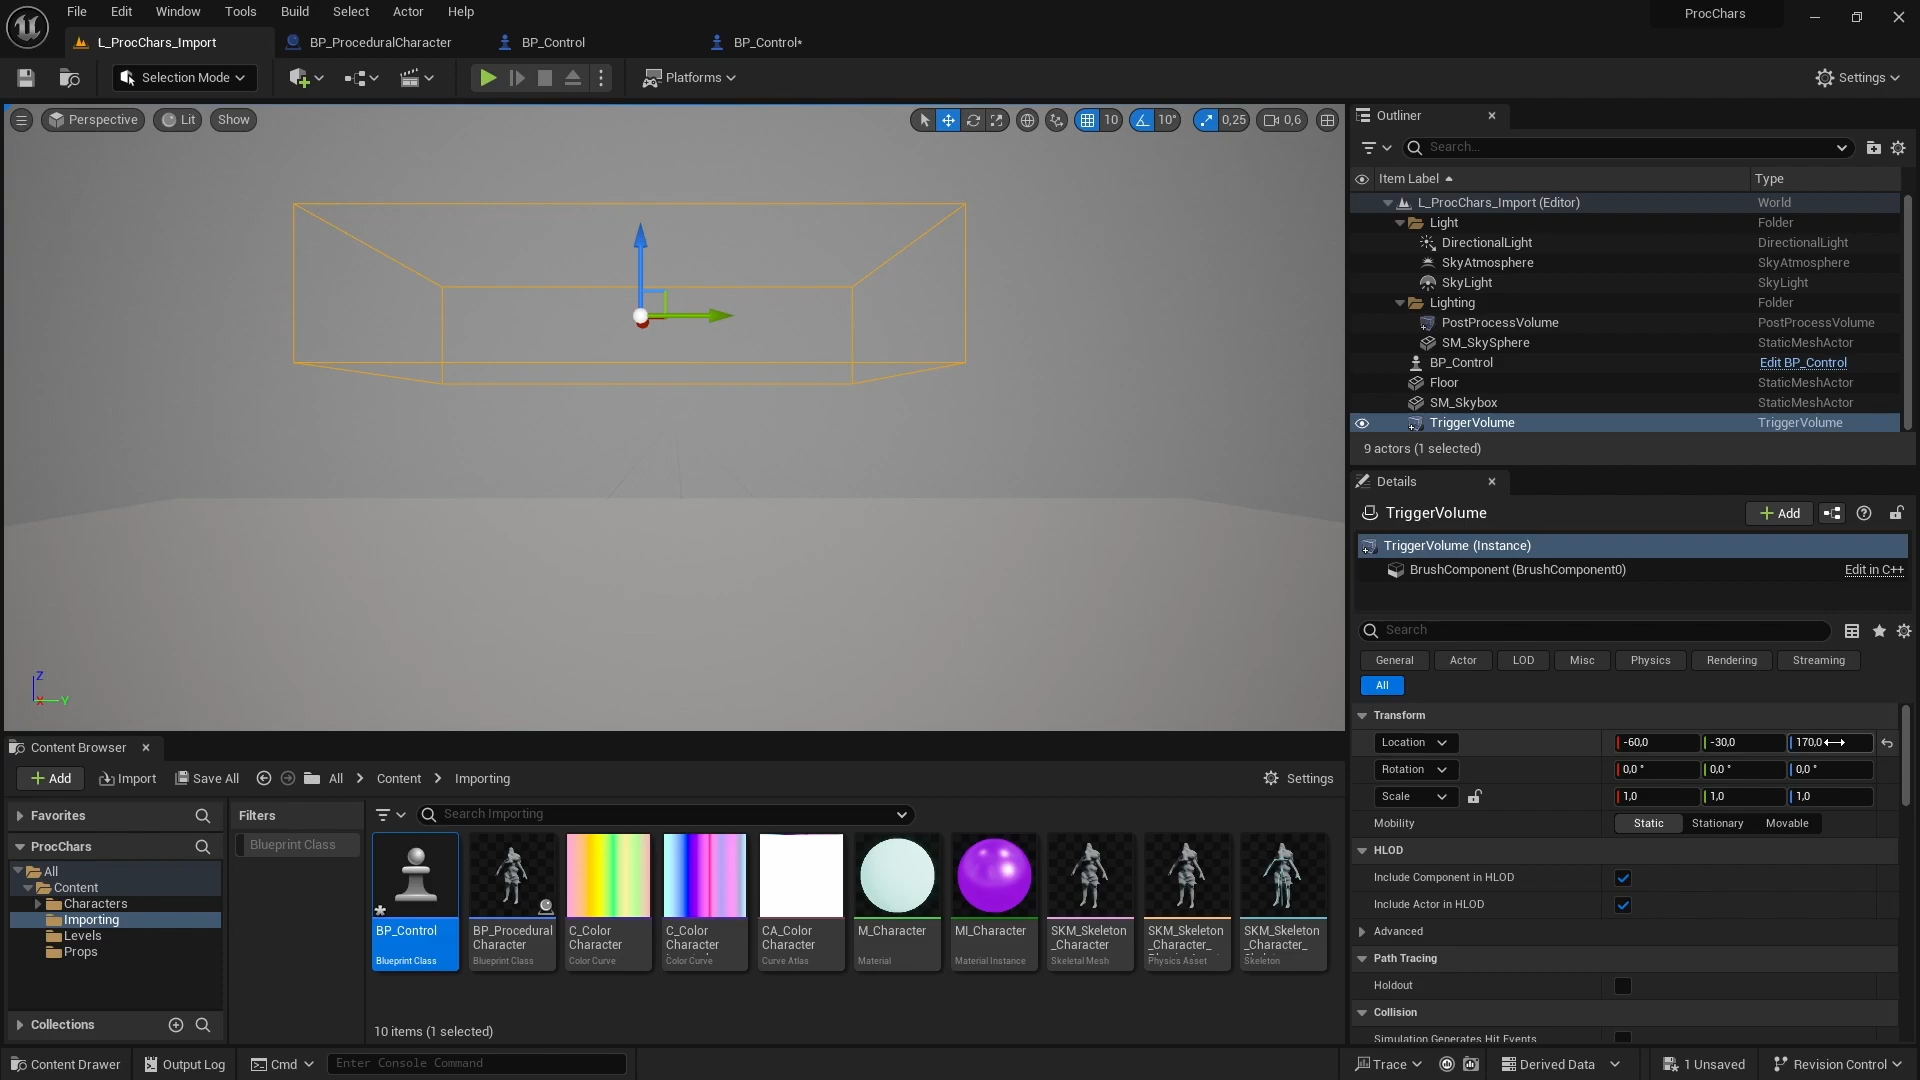 File Edit Window Tools Build Select Actor Help
ProcChars
L_ProcChars_Import
BP_ProceduralCharacter
BP_Control
BP_Control*
Selection Mode
Platforms
Settings
Perspective
Lit
Show
10
10°
0,25
0,6
Z
X
Y
Outliner
Search...
Item Label
Type
L_ProcChars_Import (Editor) World
Light Folder
DirectionalLight DirectionalLight
SkyAtmosphere SkyAtmosphere
SkyLight SkyLight
Lighting Folder
PostProcessVolume PostProcessVolume
SM_SkySphere StaticMeshActor
BP_Control Edit BP_Control
Floor StaticMeshActor
SM_Skybox StaticMeshActor
TriggerVolume TriggerVolume
9 actors (1 selected)
Details
TriggerVolume
Add
TriggerVolume (Instance)
BrushComponent (BrushComponent0) Edit in C++
Search
General Actor LOD Misc Physics Rendering Streaming
All
Transform
Location -60,0 -30,0 170,0
Rotation 0,0 ° 0,0 ° 0,0 °
Scale 1,0 1,0 1,0
Mobility Static Stationary Movable
HLOD
Include Component in HLOD
Include Actor in HLOD
Advanced
Path Tracing
Holdout
Collision
Simulation Generates Hit Events
Content Browser
Add Import Save All All Content Importing Settings
Favorites
ProcChars
All
Content
Characters
Importing
Levels
Props
Collections
Filters
Blueprint Class
Search Importing
BP_Control
Blueprint Class
BP_Procedural
Character
Blueprint Class
C_Color
Character
Color Curve
C_Color
Character
Color Curve
CA_Color
Character
Curve Atlas
M_Character
Material
MI_Character
Material Instance
SKM_Skeleton
_Character
Skeletal Mesh
SKM_Skeleton
_Character_
Physics Asset
SKM_Skeleton
_Character_
Skeleton
10 items (1 selected)
Content Drawer
Output Log
Cmd
Enter Console Command
Trace
Derived Data
1 Unsaved
Revision Control